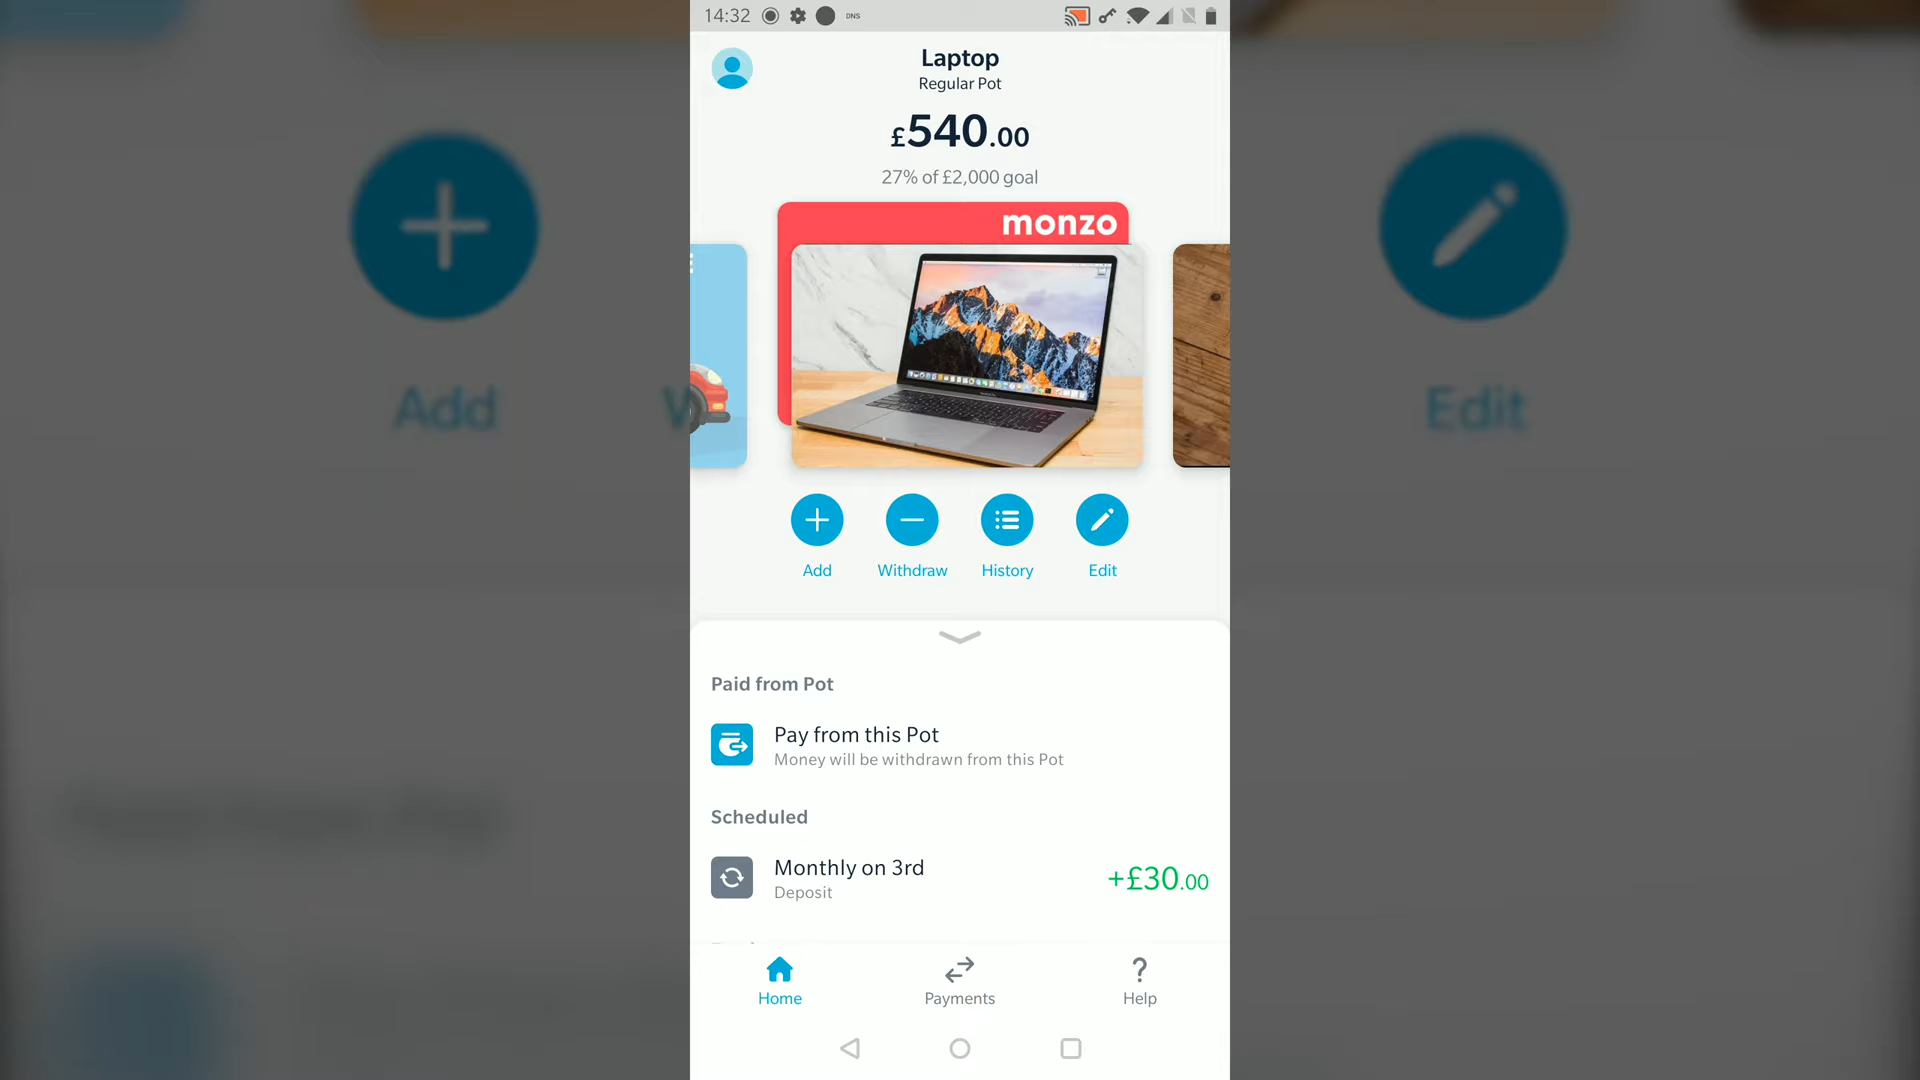 14:32 DNS
Laptop
Regular Pot
£540.00
27% of £2,000 goal
monzo
Add
Withdraw
History
Edit
Add
Edit
Paid from Pot
Pay from this Pot
Money will be withdrawn from this Pot
Scheduled
Monthly on 3rd
+£30.00
Deposit
Home
Payments
Help